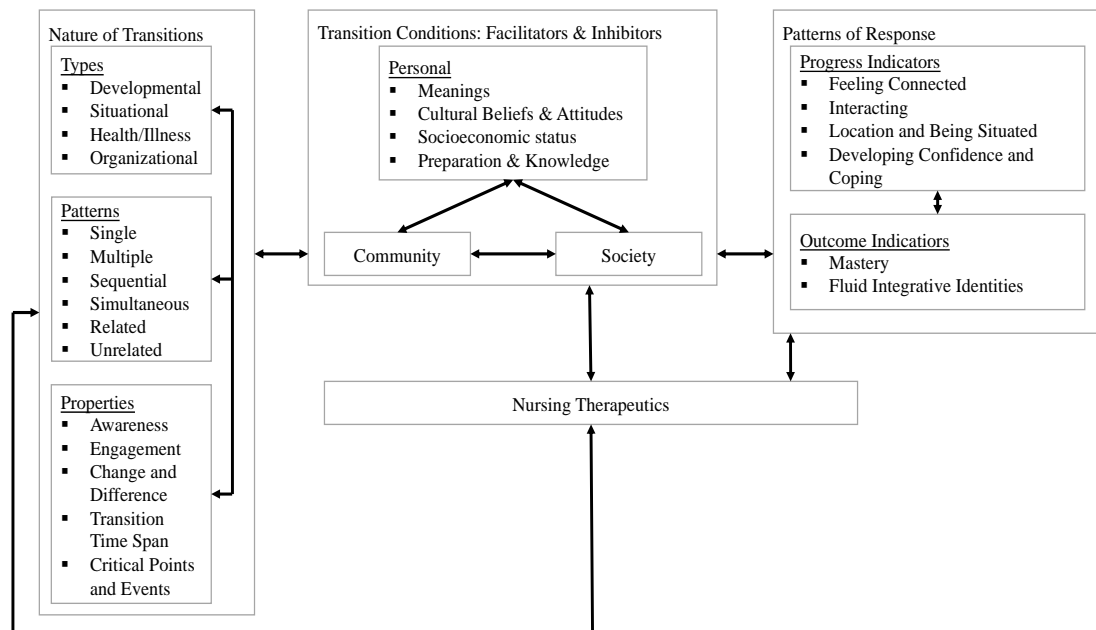 Nature of Transitions
Types
▪ Developmental
▪ Situational
▪ Health/Illness
▪ Organizational
Patterns
▪ Single
▪ Multiple
▪ Sequential
▪ Simultaneous
▪ Related
▪ Unrelated
Properties
▪ Awareness
▪ Engagement
▪ Change and
Difference
▪ Transition
Time Span
▪ Critical Points
and Events
Transition Conditions: Facilitators & Inhibitors
Personal
▪ Meanings
▪ Cultural Beliefs & Attitudes
▪ Socioeconomic status
▪ Preparation & Knowledge
Community
Society
Patterns of Response
Progress Indicators
▪ Feeling Connected
▪ Interacting
▪ Location and Being Situated
▪ Developing Confidence and
Coping
Outcome Indicatiors
▪ Mastery
▪ Fluid Integrative Identities
Nursing Therapeutics